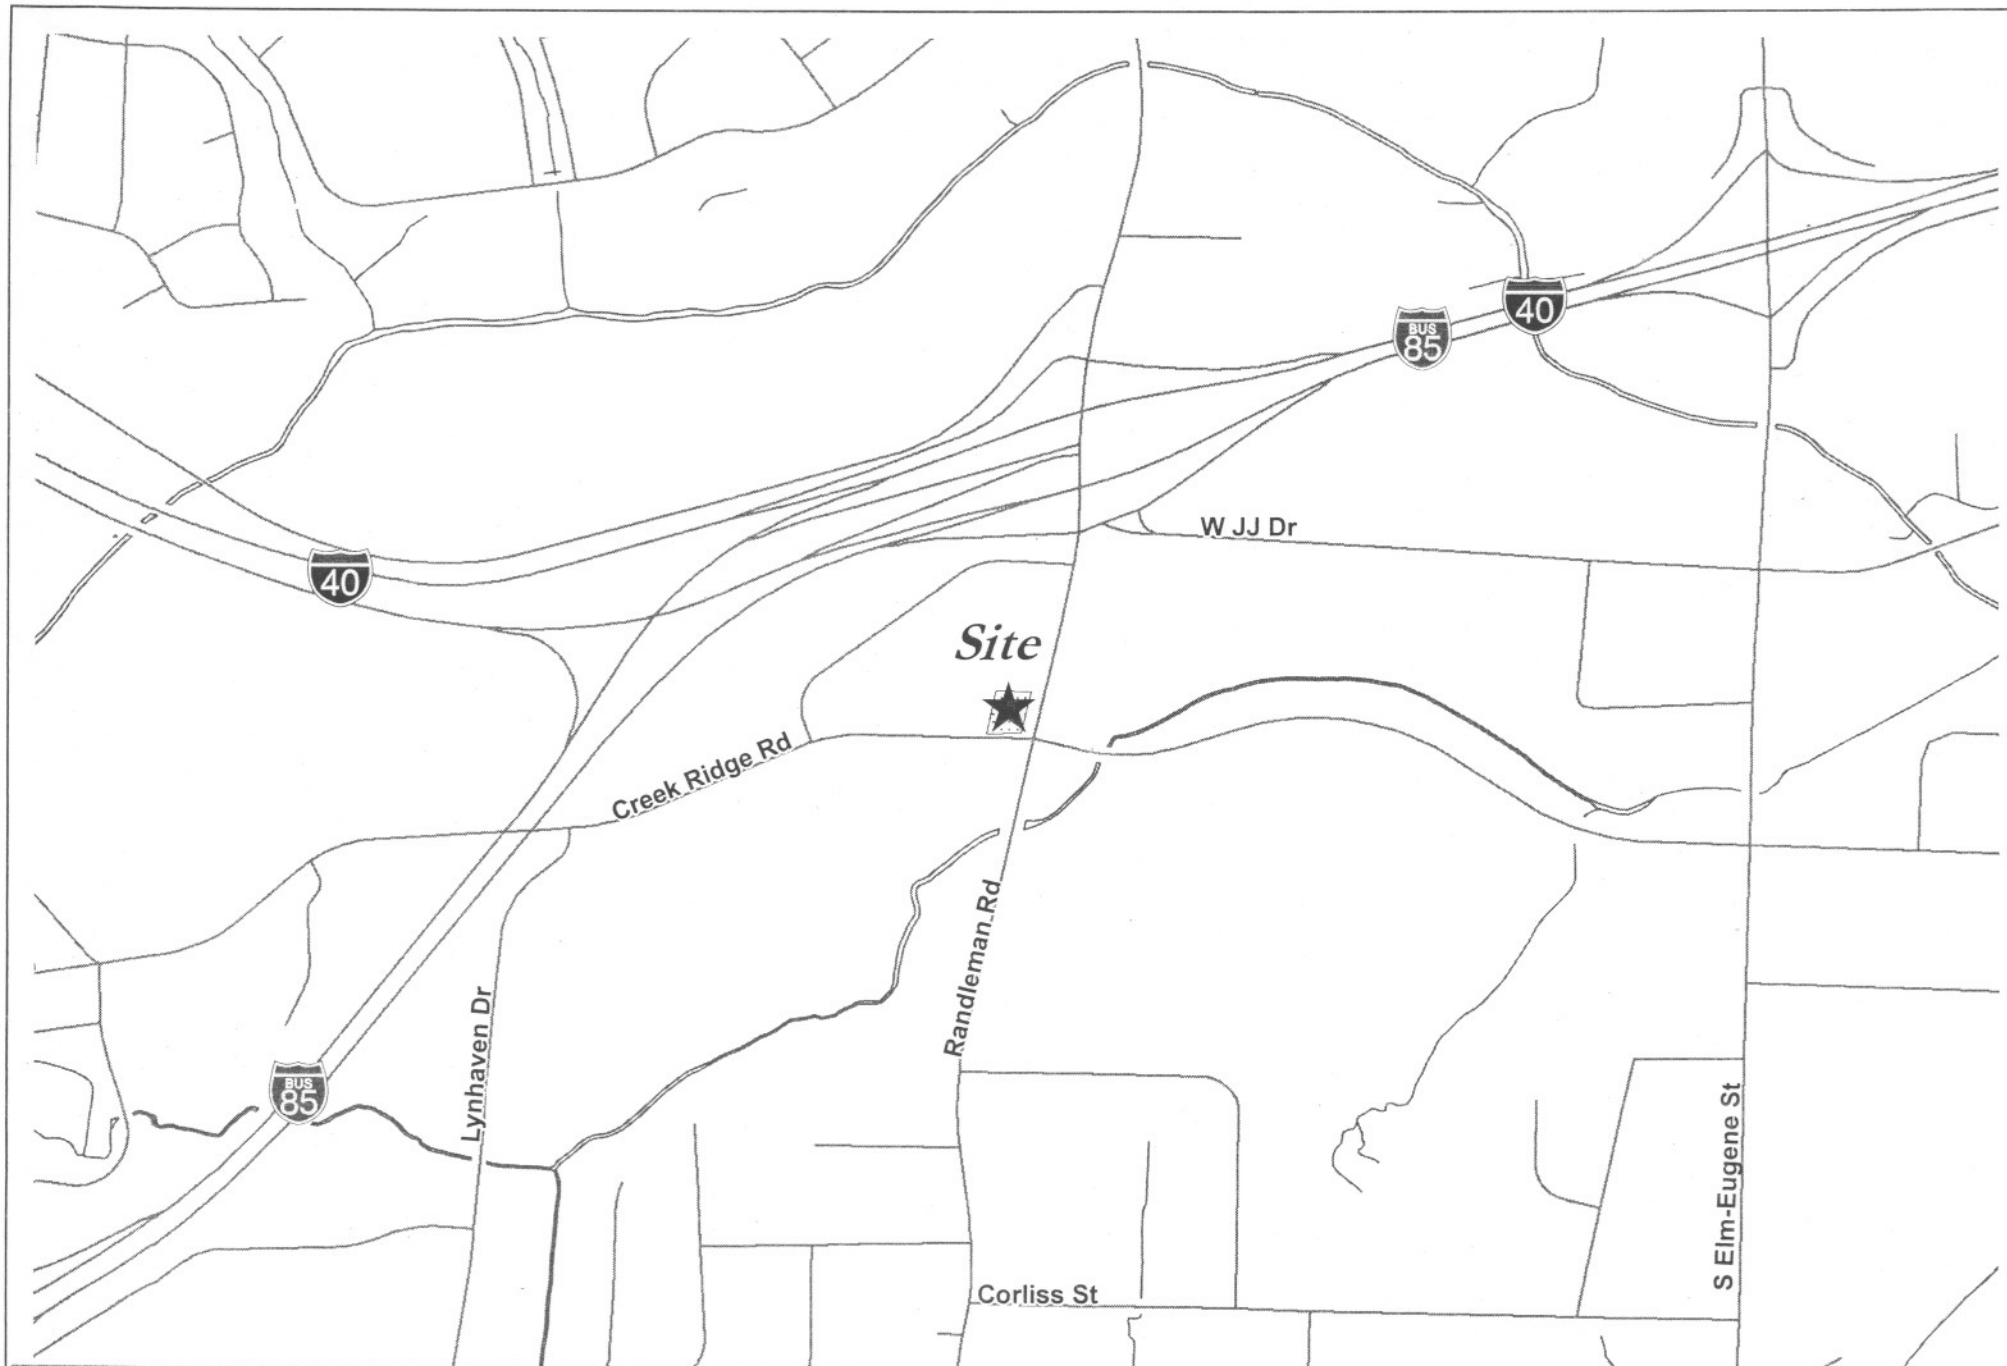 40
BUS
85
W JJ Dr
40
Site
Creek Ridge Rd
Randleman Rd
Lynhaven Dr
BUS
85
S Elm-Eugene St
Corliss St